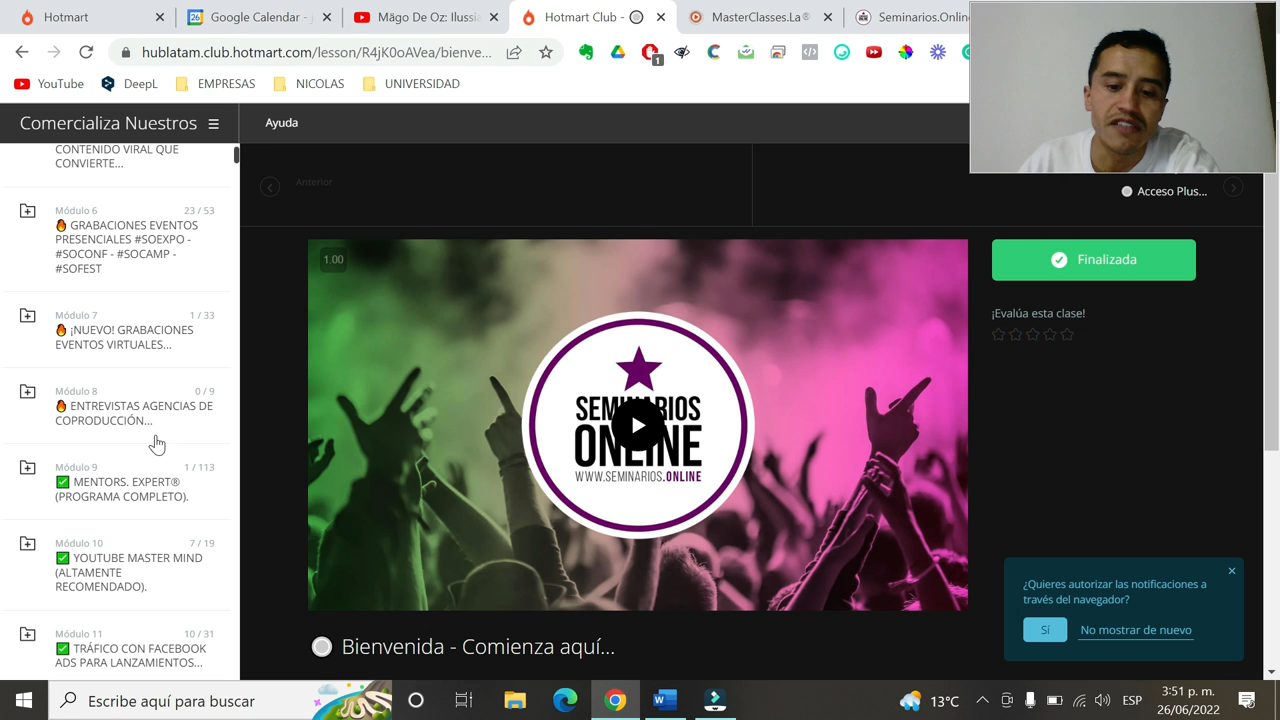 Hotmart
Google Calenda
Mägo De Oz: Ilussia
Hotmart Club -
MasterClasses.La®
Seminarios.Online
hublatam.club.hotmart.com/lesson/R4jK0oAVea/bienve...
1
YouTube
DeepL
EMPRESAS
NICOLAS
UNIVERSIDAD
Comercializa Nuestros
Ayuda
CONTENIDO VIRAL QUE
CONVIERTE...
Módulo 6 23 / 53
🔥 GRABACIONES EVENTOS
PRESENCIALES #SOEXPO -
#SOCONF - #SOCAMP -
#SOFEST
Módulo 7 1 / 33
🔥 ¡NUEVO! GRABACIONES
EVENTOS VIRTUALES...
Módulo 8 0 / 9
🔥 ENTREVISTAS AGENCIAS DE
COPRODUCCIÓN...
Módulo 9 1 / 113
✅ MENTORS. EXPERT®
(PROGRAMA COMPLETO).
Módulo 10 7 / 19
✅ YOUTUBE MASTER MIND
(ALTAMENTE
RECOMENDADO).
Módulo 11 10 / 31
✅ TRÁFICO CON FACEBOOK
ADS PARA LANZAMIENTOS...
Anterior
Acceso Plus...
1.00
SEMINARIOS
ONLINE
WWW.SEMINARIOS.ONLINE
Finalizada
¡Evalúa esta clase!
Bienvenida - Comienza aquí...
¿Quieres autorizar las notificaciones a
través del navegador?
Sí
No mostrar de nuevo
Escribe aquí para buscar
13°C
ESP
3:51 p. m.
26/06/2022